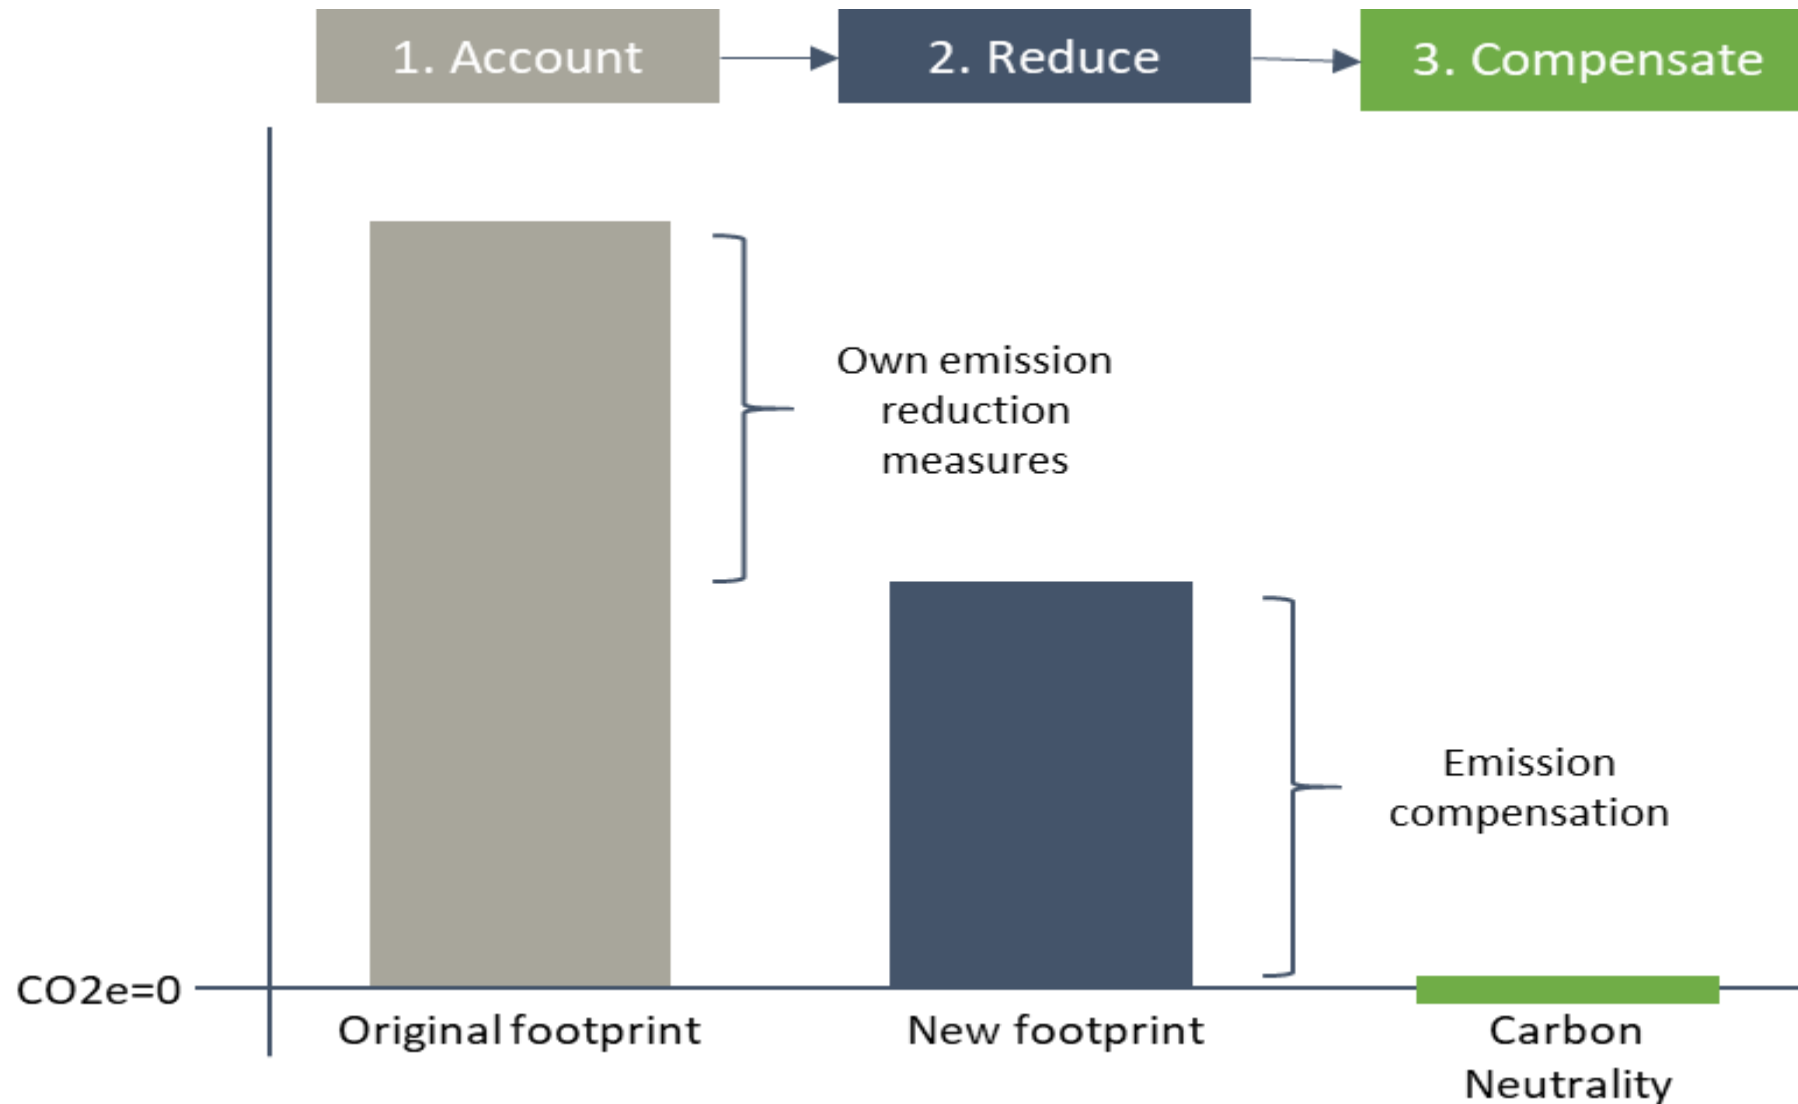 1. Account
2. Reduce
3. Compensate
Own emission
reduction
measures
Emission
compensation
CO2e=0
Original footprint
New footprint
Carbon
Neutrality